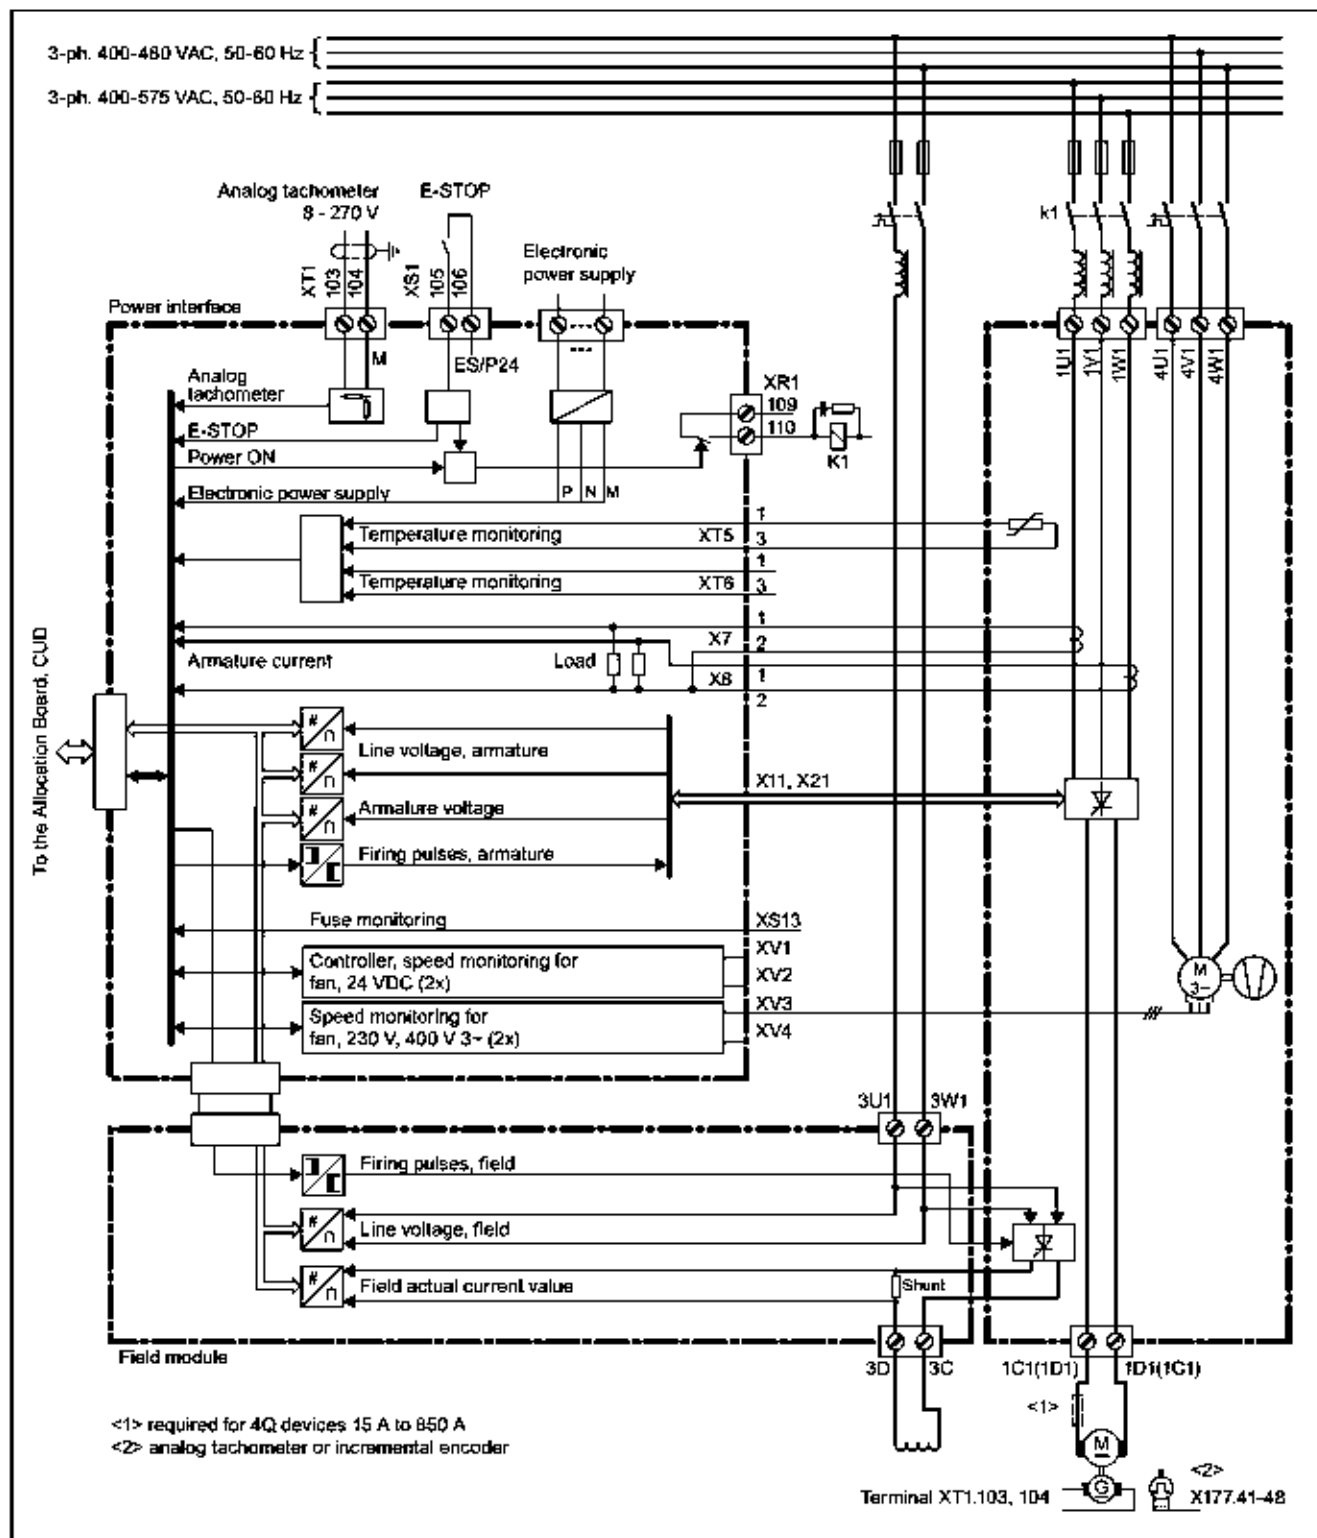 3-ph. 400-460 VAC, 50-60 Hz
3-ph. 400-575 VAC, 50-60 Hz
Analog tachometer
8 - 270 V
E-STOP
k1
Electronic
power supply
XT1
103
104
XS1
105
106
Power interface
M
ES/P24
1U1
1V1
1W1
4U1
4V1
4W1
Analog
tachometer
XR1
109
110
K1
E-STOP
Power ON
Electronic power supply
P N M
Temperature monitoring
XT5
1
3
Temperature monitoring
XT6
1
3
1
X7
2
Armature current
Load
X8
1
2
To the Allocation Board, CUD
#
Line voltage, armature
#
X11, X21
#
Armature voltage
Firing pulses, armature
Fuse monitoring
XS13
XV1
Controller, speed monitoring for
fan, 24 VDC (2x)
XV2
M
3~
XV3
Speed monitoring for
fan, 230 V, 400 V 3~ (2x)
XV4
3U1
3W1
Firing pulses, field
#
Line voltage, field
#
Field actual current value
Shunt
Field module
3D
3C
1C1(1D1)
1D1(1C1)
<1>
<1> required for 4Q devices 15 A to 850 A
<2> analog tachometer or incremental encoder
M
G
<2>
Terminal XT1.103, 104
X177.41-48